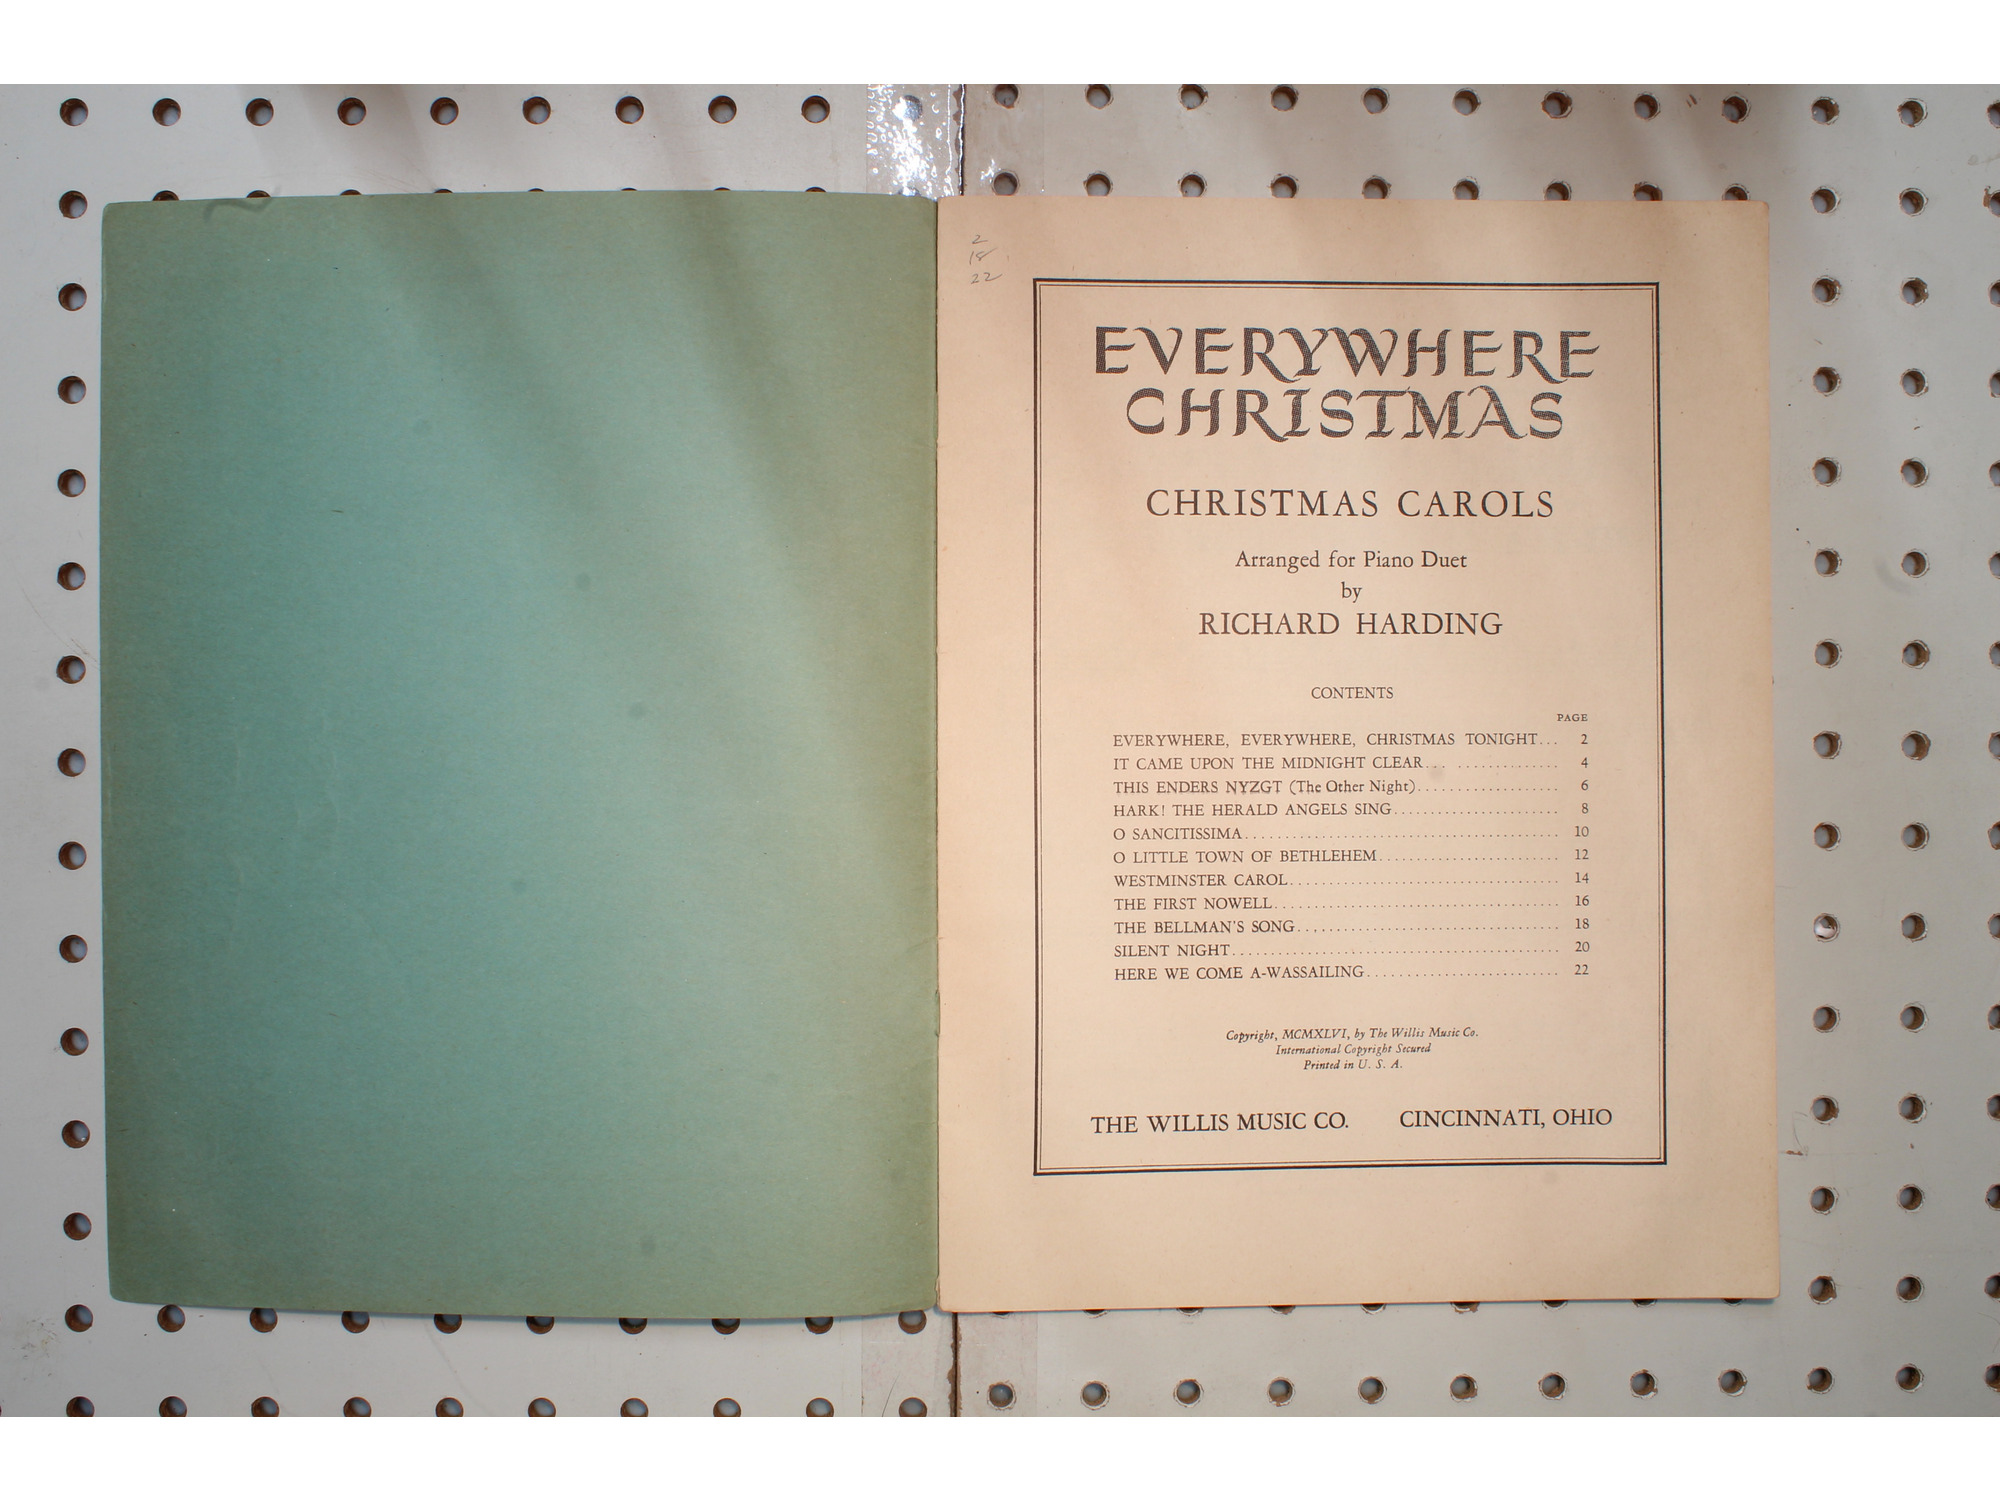 2
18
22
EVERYWHERE
CHRISTMAS
CHRISTMAS CAROLS
Arranged for Piano Duet
by
RICHARD HARDING
CONTENTS
PAGE
EVERYWHERE, EVERYWHERE, CHRISTMAS TONIGHT... 2
IT CAME UPON THE MIDNIGHT CLEAR... .............. 4
THIS ENDERS NYZGT (The Other Night).................. 6
HARK! THE HERALD ANGELS SING....................... 8
O SANCITISSIMA............................................ 10
O LITTLE TOWN OF BETHLEHEM......................... 12
WESTMINSTER CAROL..................................... 14
THE FIRST NOWELL....................................... 16
THE BELLMAN'S SONG.................................... 18
SILENT NIGHT............................................. 20
HERE WE COME A-WASSAILING........................... 22
Copyright, MCMXLVI, by The Willis Music Co.
International Copyright Secured
Printed in U. S. A.
THE WILLIS MUSIC CO. CINCINNATI, OHIO